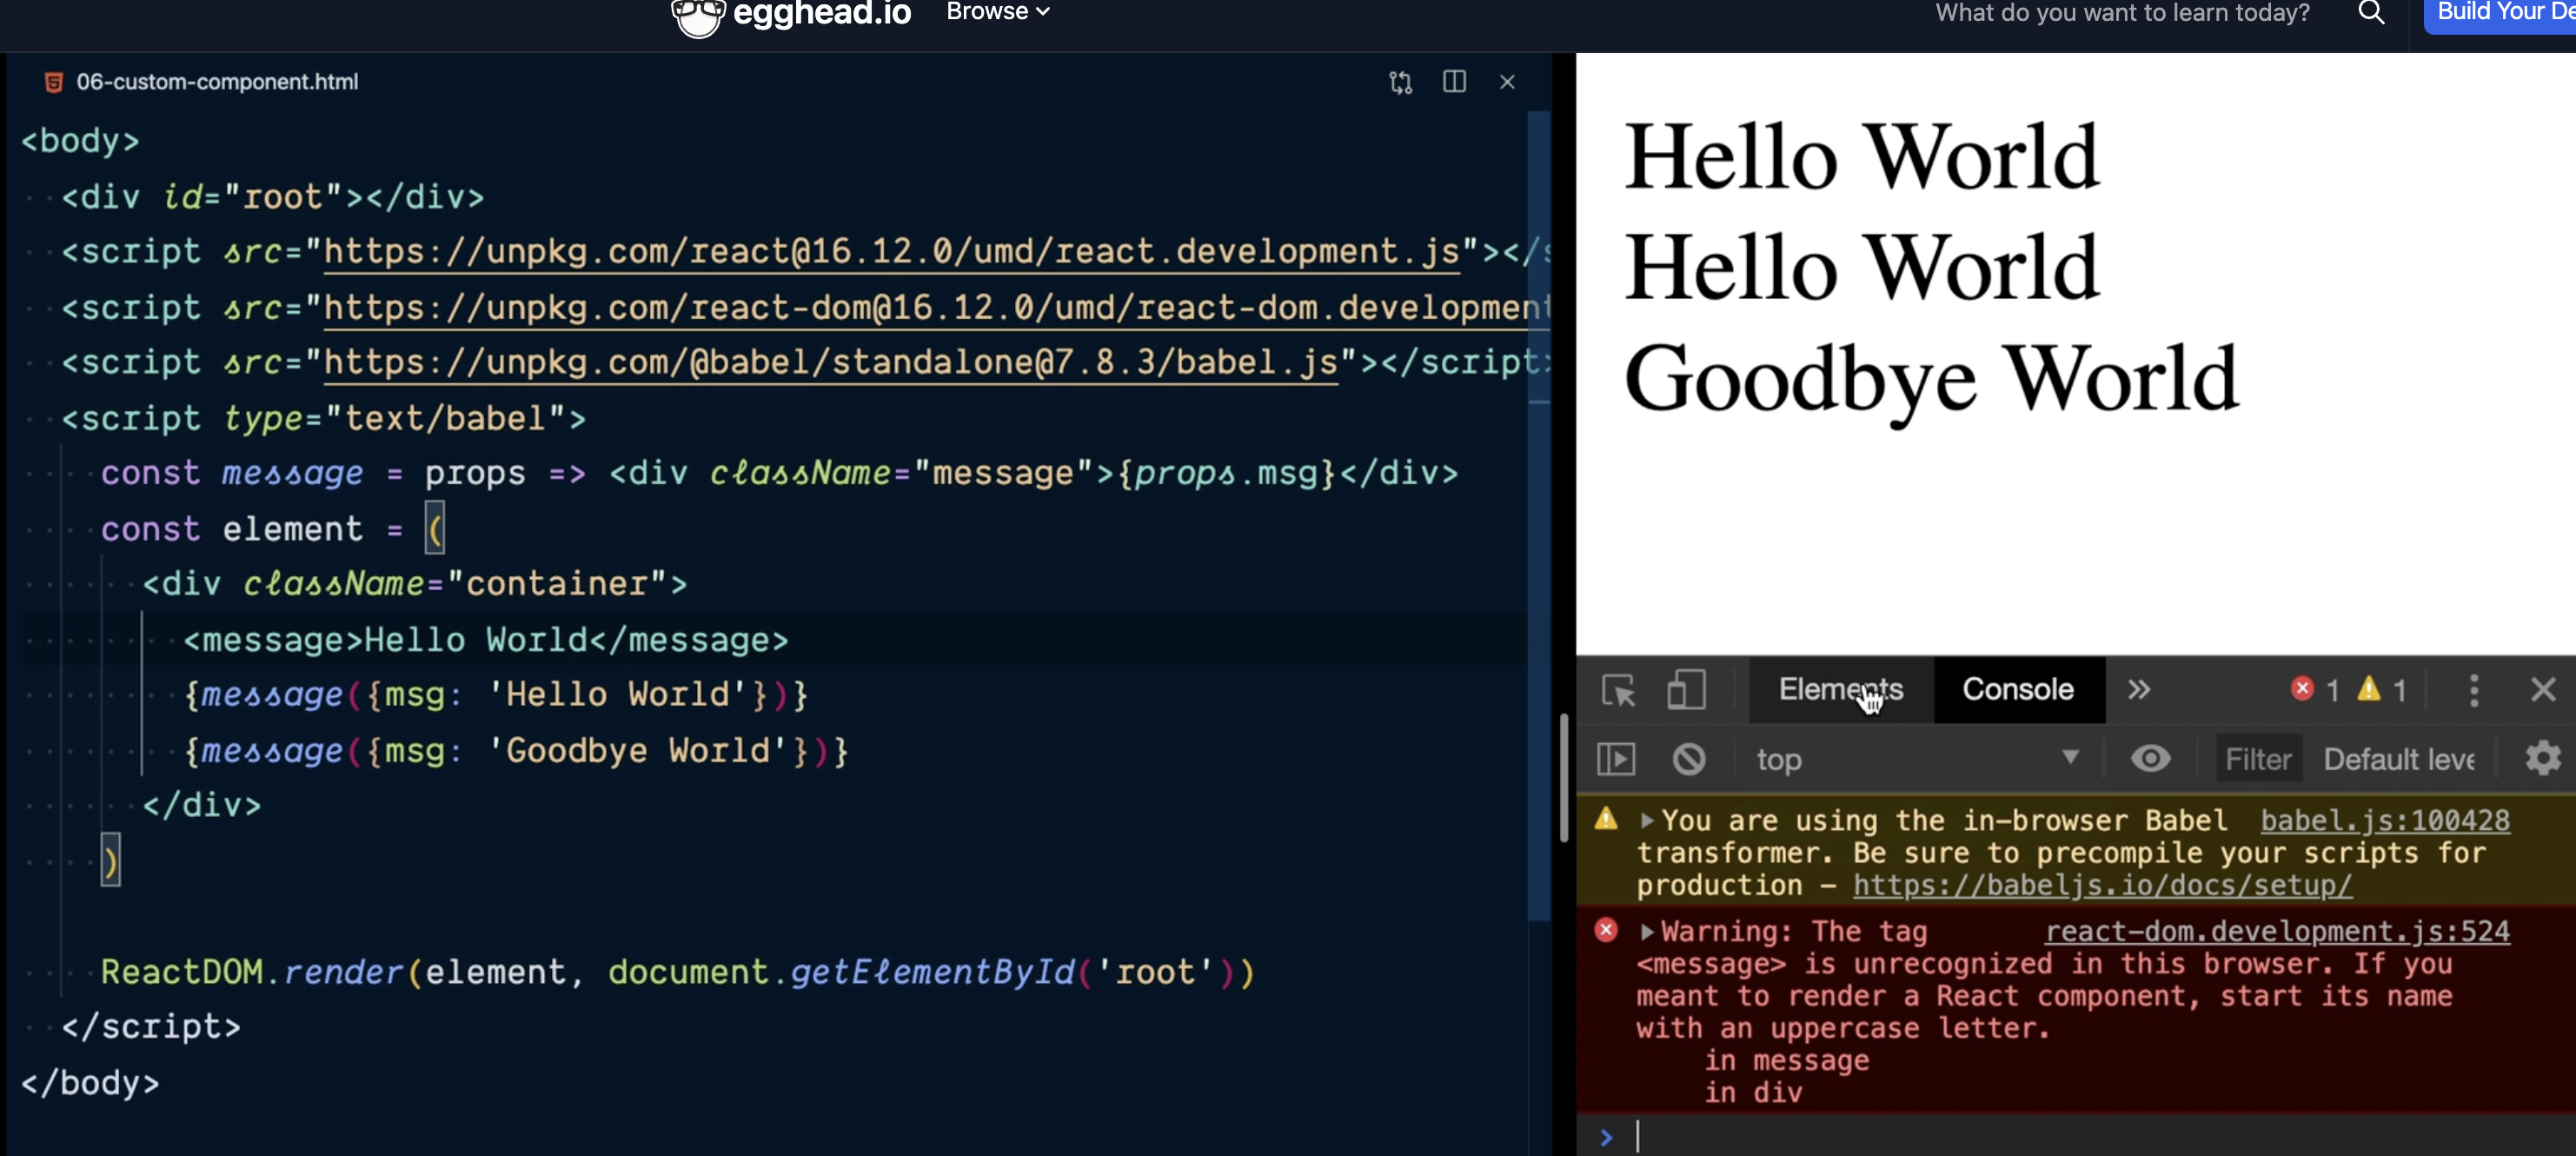 egghead.io Browse What do you want to learn today? Build Your De
06-custom-component.html
<body>
<div id="root"></div>
<script src="https://unpkg.com/react@16.12.0/umd/react.development.js"></s
<script src="https://unpkg.com/react-dom@16.12.0/umd/react-dom.development
<script src="https://unpkg.com/@babel/standalone@7.8.3/babel.js"></script>
<script type="text/babel">
const message = props => <div className="message">{props.msg}</div>
const element = (
<div className="container">
<message>Hello World</message>
{message({msg: 'Hello World'})}
{message({msg: 'Goodbye World'})}
</div>
)
ReactDOM.render(element, document.getElementById('root'))
</script>
</body>
Hello World
Hello World
Goodbye World
Elements Console » 1 1
top Filter Default leve
You are using the in-browser Babel babel.js:100428
transformer. Be sure to precompile your scripts for
production - https://babeljs.io/docs/setup/
Warning: The tag react-dom.development.js:524
<message> is unrecognized in this browser. If you
meant to render a React component, start its name
with an uppercase letter.
in message
in div
>